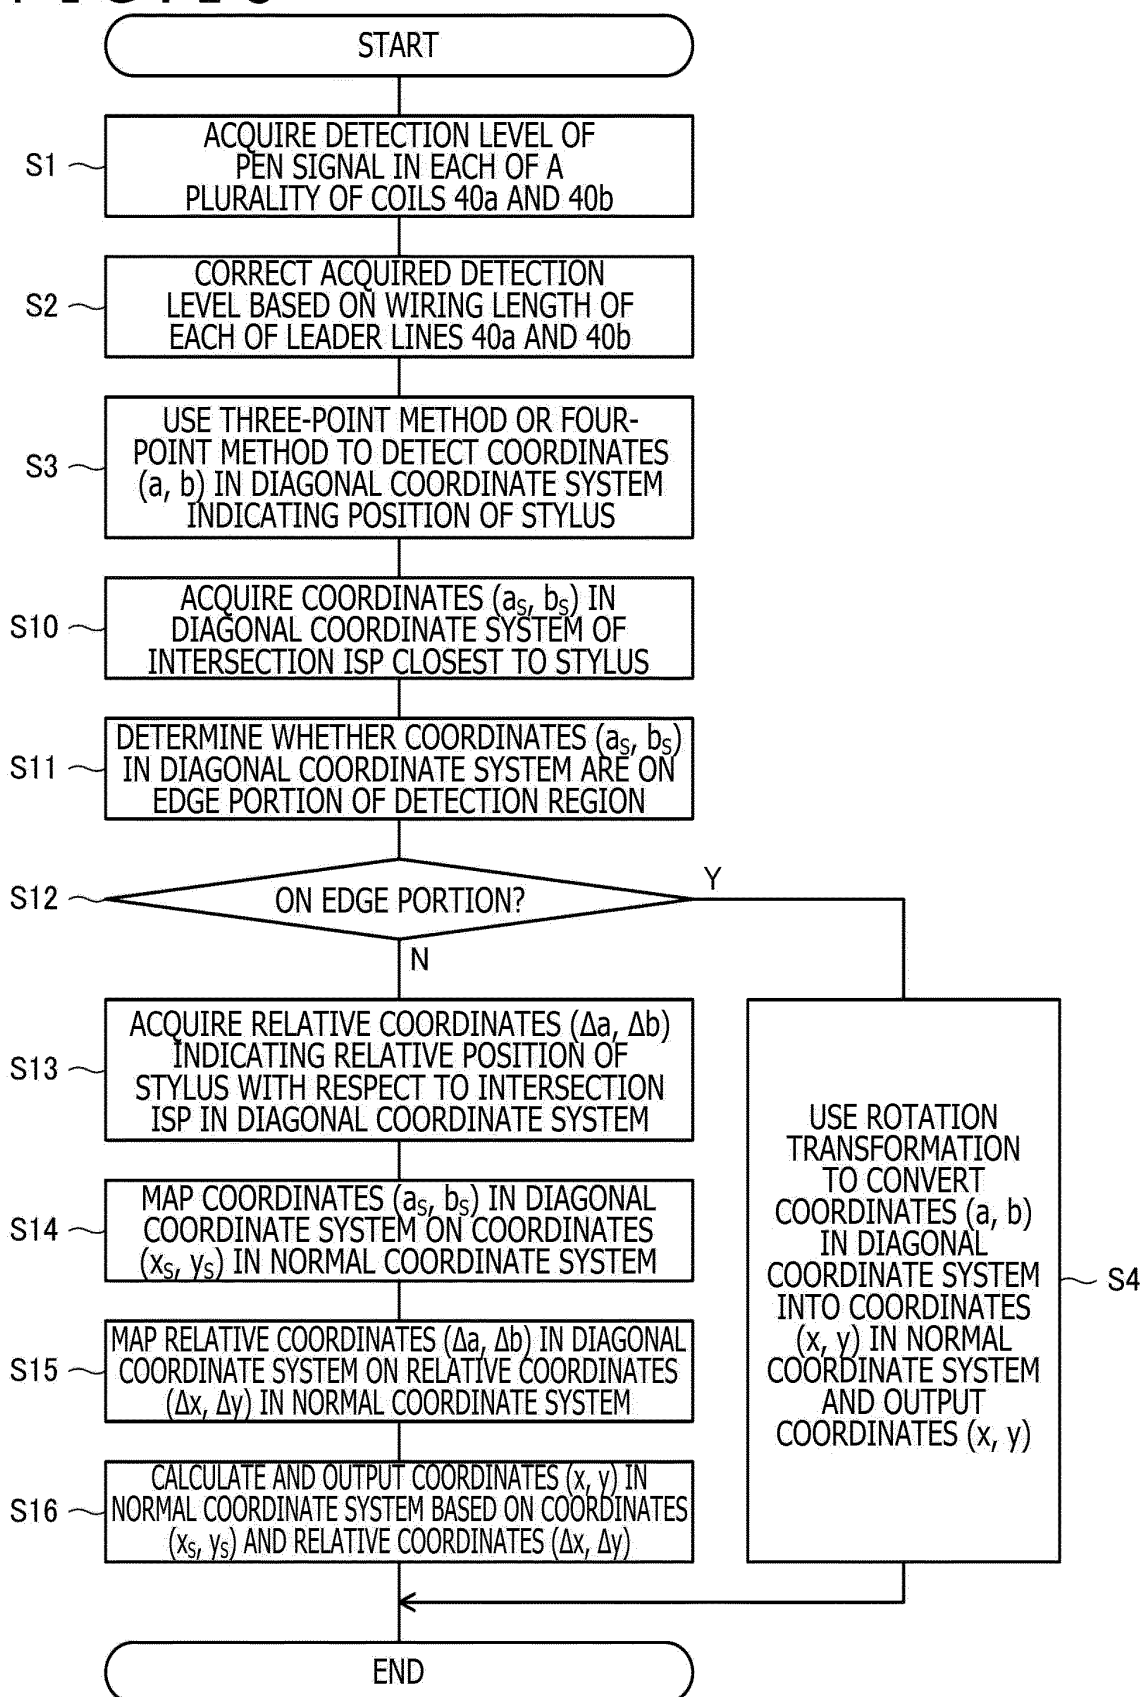 START
S1
ACQUIRE DETECTION LEVEL OF
PEN SIGNAL IN EACH OF A
PLURALITY OF COILS 40a AND 40b
S2
CORRECT ACQUIRED DETECTION
LEVEL BASED ON WIRING LENGTH OF
EACH OF LEADER LINES 40a AND 40b
S3
USE THREE-POINT METHOD OR FOUR-
POINT METHOD TO DETECT COORDINATES
(a, b) IN DIAGONAL COORDINATE SYSTEM
INDICATING POSITION OF STYLUS
S10
ACQUIRE COORDINATES (aS, bS) IN
DIAGONAL COORDINATE SYSTEM OF
INTERSECTION ISP CLOSEST TO STYLUS
S11
DETERMINE WHETHER COORDINATES (aS, bS)
IN DIAGONAL COORDINATE SYSTEM ARE ON
EDGE PORTION OF DETECTION REGION
S12
ON EDGE PORTION?
Y
N
S13
ACQUIRE RELATIVE COORDINATES (Δa, Δb)
INDICATING RELATIVE POSITION OF
STYLUS WITH RESPECT TO INTERSECTION
ISP IN DIAGONAL COORDINATE SYSTEM
S14
MAP COORDINATES (aS, bS) IN DIAGONAL
COORDINATE SYSTEM ON COORDINATES
(xS, yS) IN NORMAL COORDINATE SYSTEM
S15
MAP RELATIVE COORDINATES (Δa, Δb) IN DIAGONAL
COORDINATE SYSTEM ON RELATIVE COORDINATES
(Δx, Δy) IN NORMAL COORDINATE SYSTEM
S16
CALCULATE AND OUTPUT COORDINATES (x, y) IN
NORMAL COORDINATE SYSTEM BASED ON COORDINATES
(xS, yS) AND RELATIVE COORDINATES (Δx, Δy)
USE ROTATION
TRANSFORMATION
TO CONVERT
COORDINATES (a, b)
IN DIAGONAL
COORDINATE SYSTEM
INTO COORDINATES
(x, y) IN NORMAL
COORDINATE SYSTEM
AND OUTPUT
COORDINATES (x, y)
S4
END